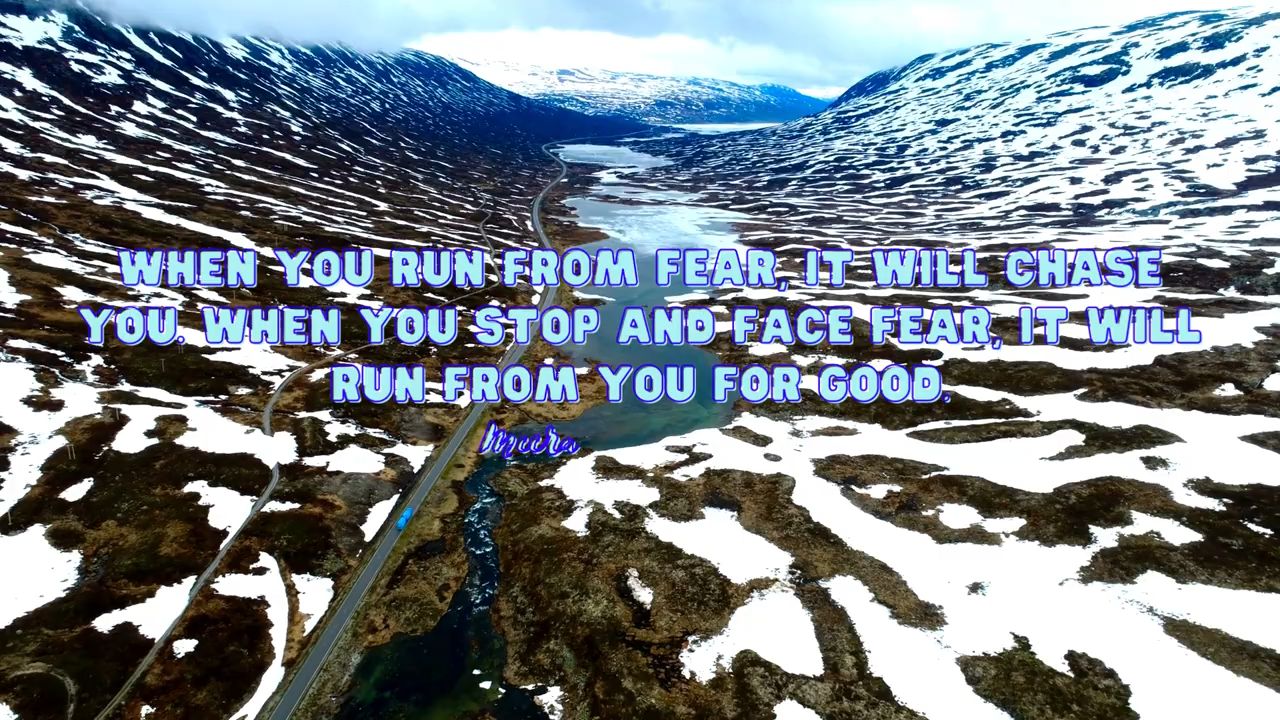 WHEN YOU RUN FROM FEAR, IT WILL CHASE
YOU. WHEN YOU STOP AND FACE FEAR, IT WILL
RUN FROM YOU FOR GOOD.
Meera